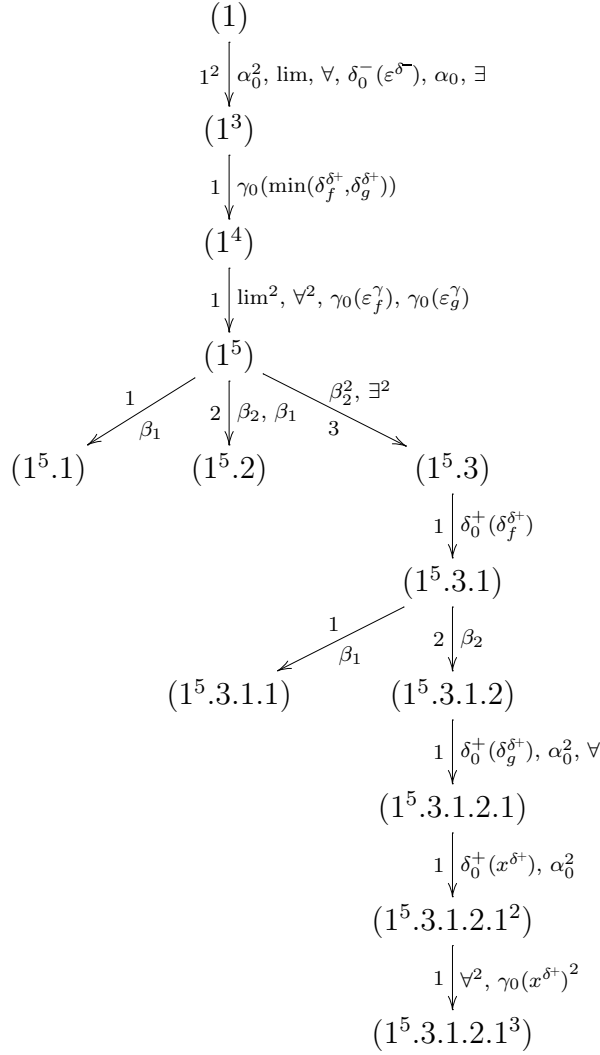 (1)
1² α₀², lim, ∀, δ₀⁻(ε^{δ⁻}), α₀, ∃
(1³)
1 γ₀(min(δ_f^{δ⁺},δ_g^{δ⁺}))
(1⁴)
1 lim², ∀², γ₀(ε_f^γ), γ₀(ε_g^γ)
(1⁵)
1 β₁ 2 β₂, β₁ β₂², ∃² 3
(1⁵.1) (1⁵.2) (1⁵.3)
1 δ₀⁺(δ_f^{δ⁺})
(1⁵.3.1)
1 β₁ 2 β₂
(1⁵.3.1.1) (1⁵.3.1.2)
1 δ₀⁺(δ_g^{δ⁺}), α₀², ∀
(1⁵.3.1.2.1)
1 δ₀⁺(x^{δ⁺}), α₀²
(1⁵.3.1.2.1²)
1 ∀², γ₀(x^{δ⁺})²
(1⁵.3.1.2.1³)